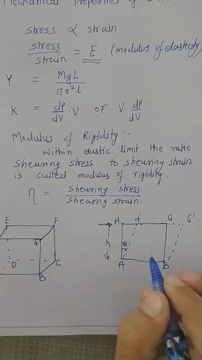 Mechanical Properties of
stress ∝ strain
stress/strain = E (modulus of elasticity)
Y = MgL/πr²l
K = dP/dV V or V dP/dV
Modulus of Rigidity:
within elastic limit the ratio
shearing stress to shearing strain
is called modulus of rigidity.
η = Shearing stress/Shearing strain
E F H H' G G'
G θ h
D C A B
B